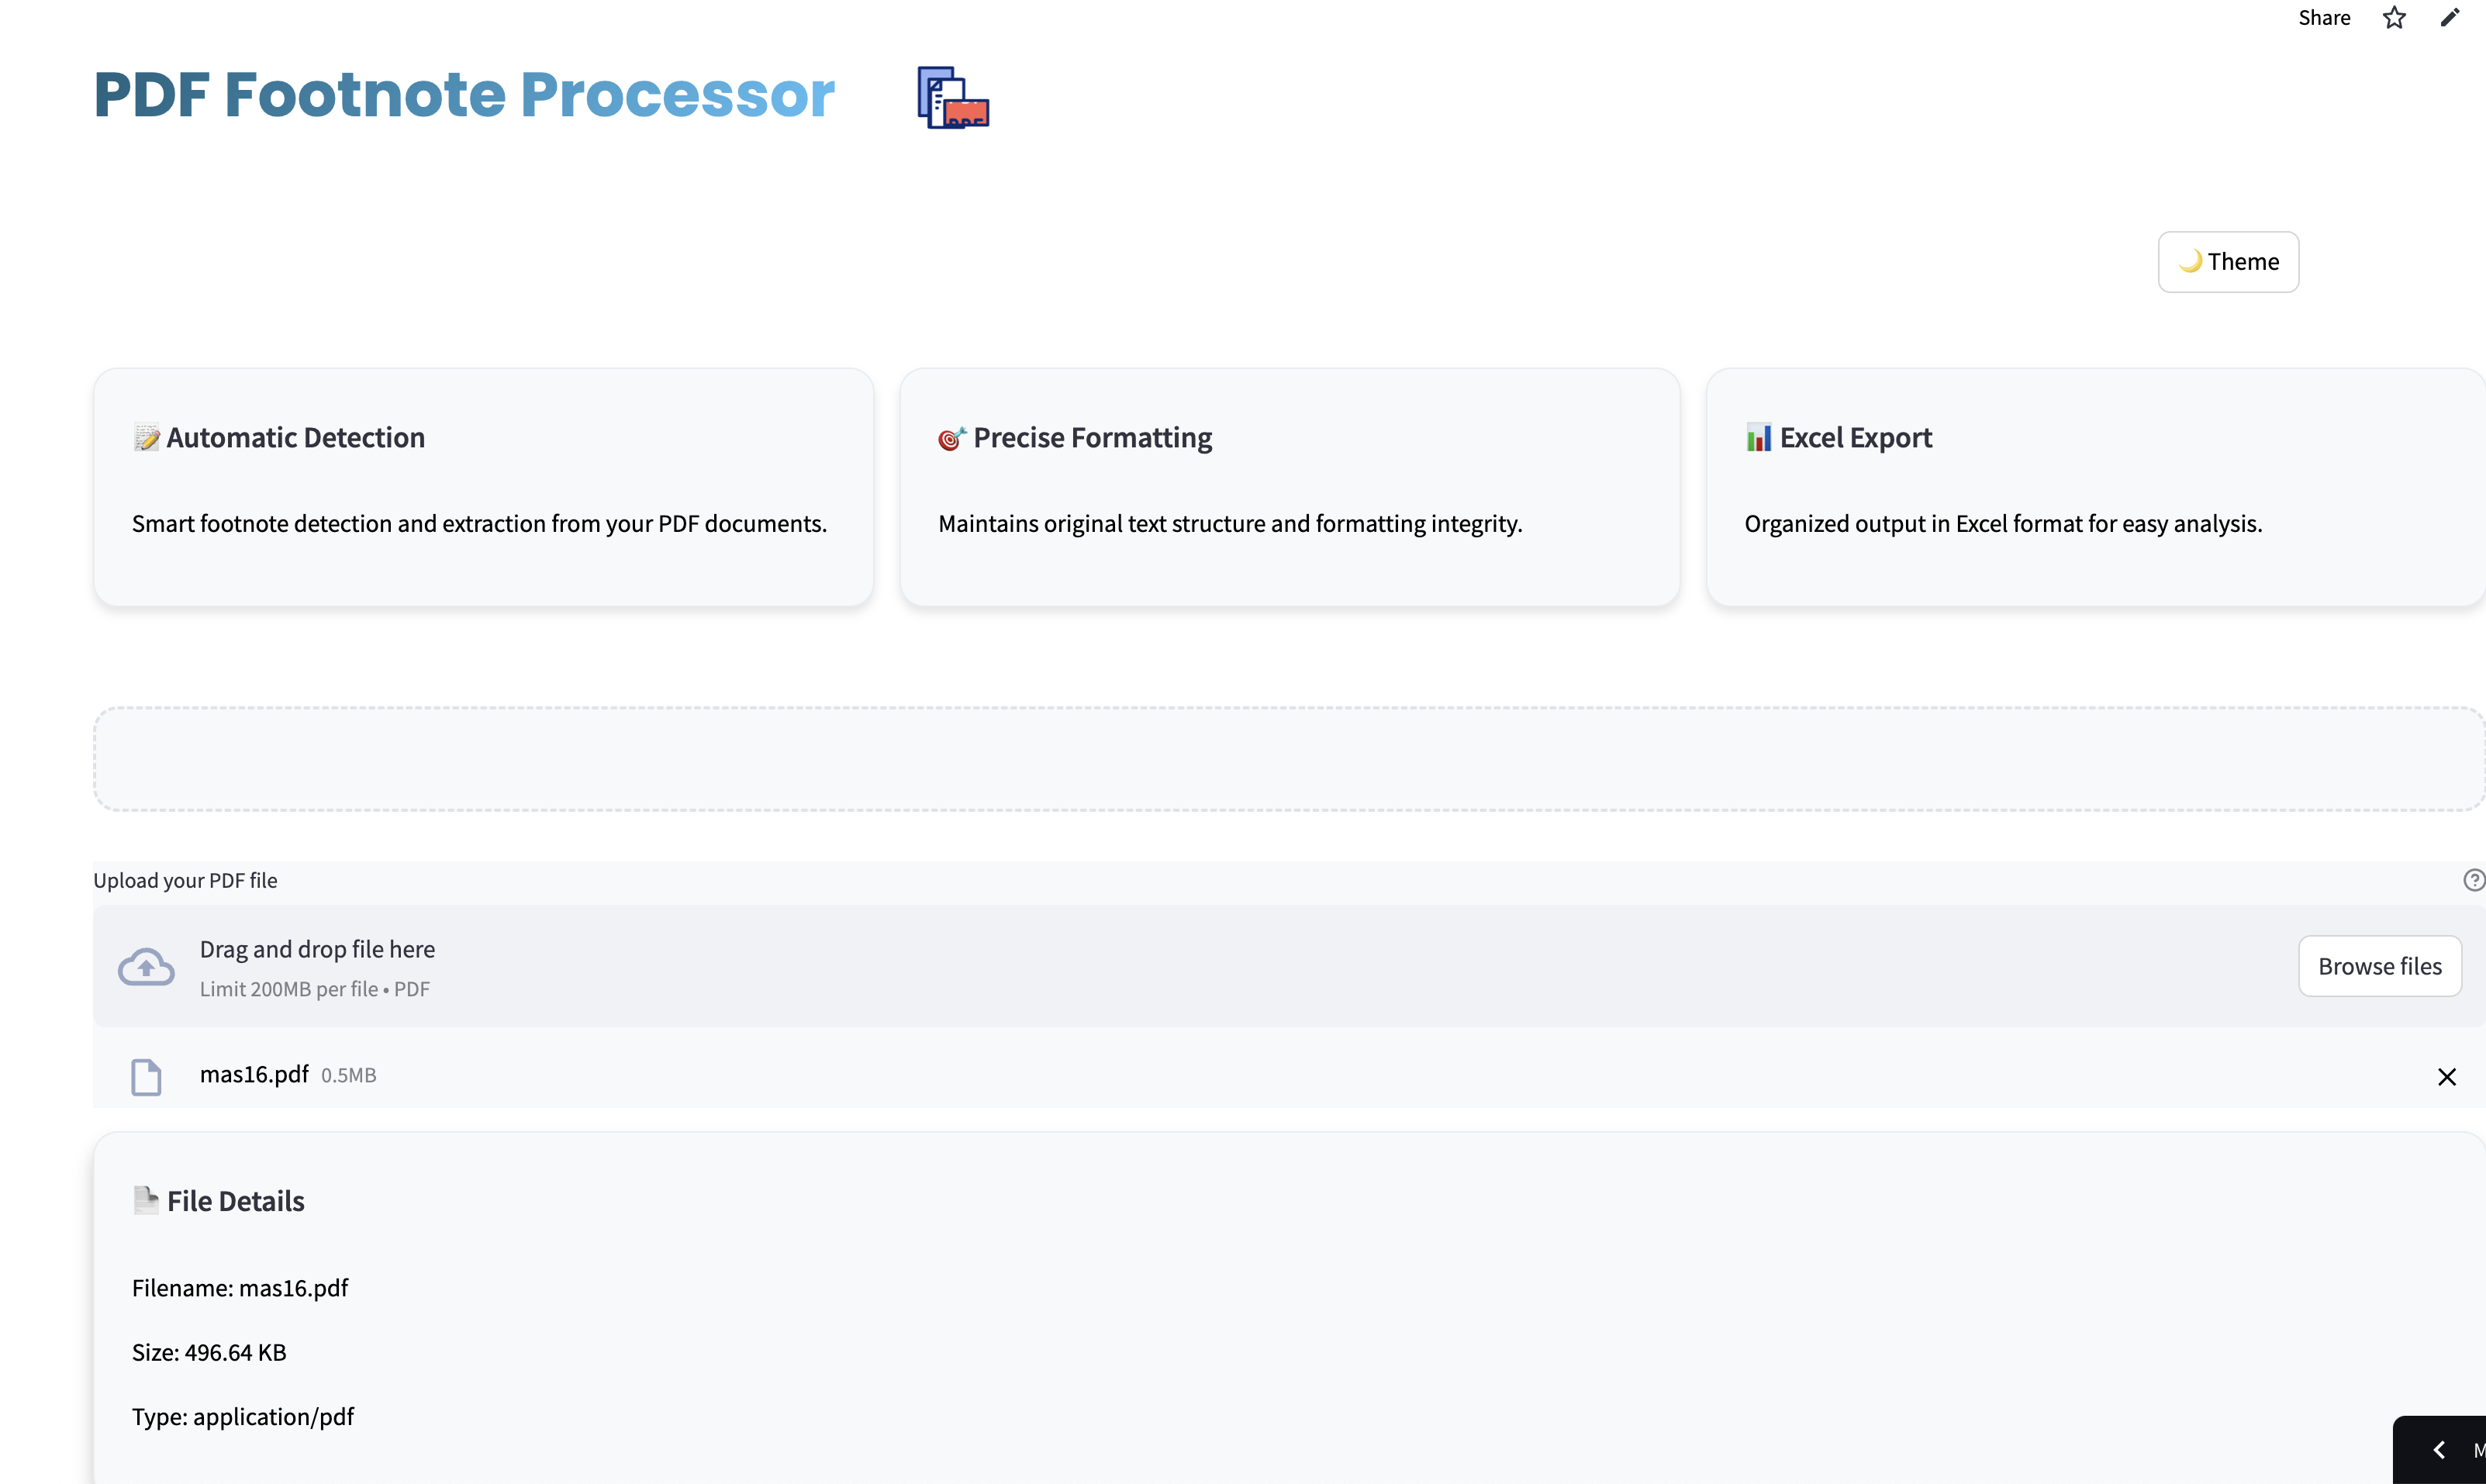 Share
PDF Footnote Processor
Theme
Automatic Detection
Smart footnote detection and extraction from your PDF documents.
Precise Formatting
Maintains original text structure and formatting integrity.
Excel Export
Organized output in Excel format for easy analysis.
Upload your PDF file
Drag and drop file here
Limit 200MB per file • PDF
Browse files
mas16.pdf 0.5MB
File Details
Filename: mas16.pdf
Size: 496.64 KB
Type: application/pdf